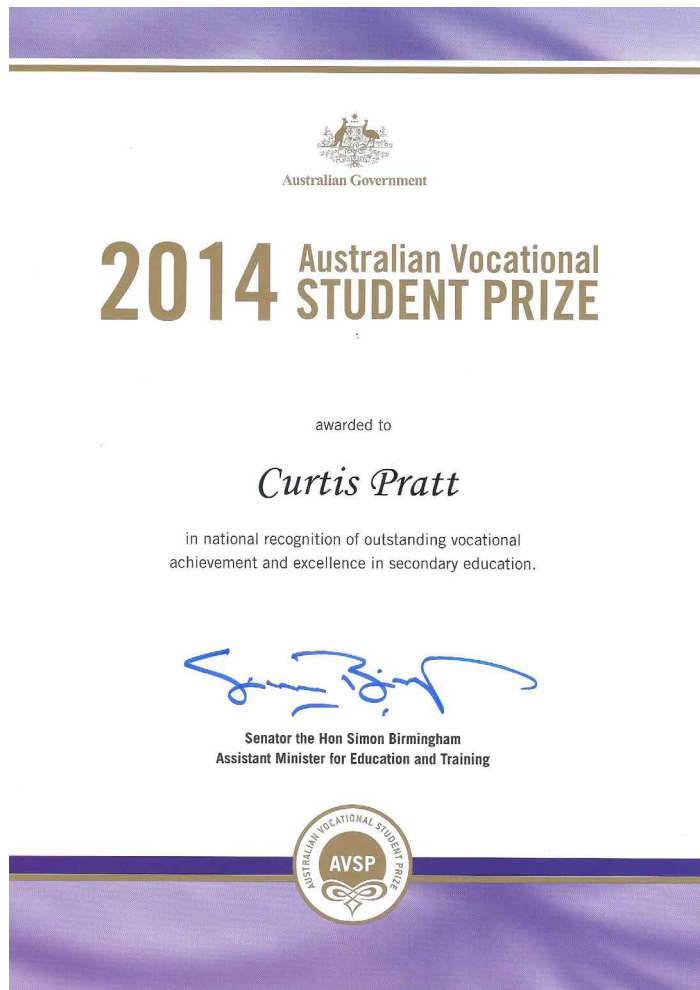 Australian Government
2014 Australian Vocational
STUDENT PRIZE
awarded to
Curtis Pratt
in national recognition of outstanding vocational
achievement and excellence in secondary education.
Senator the Hon Simon Birmingham
Assistant Minister for Education and Training
AUSTRALIAN VOCATIONAL STUDENT PRIZE
AVSP